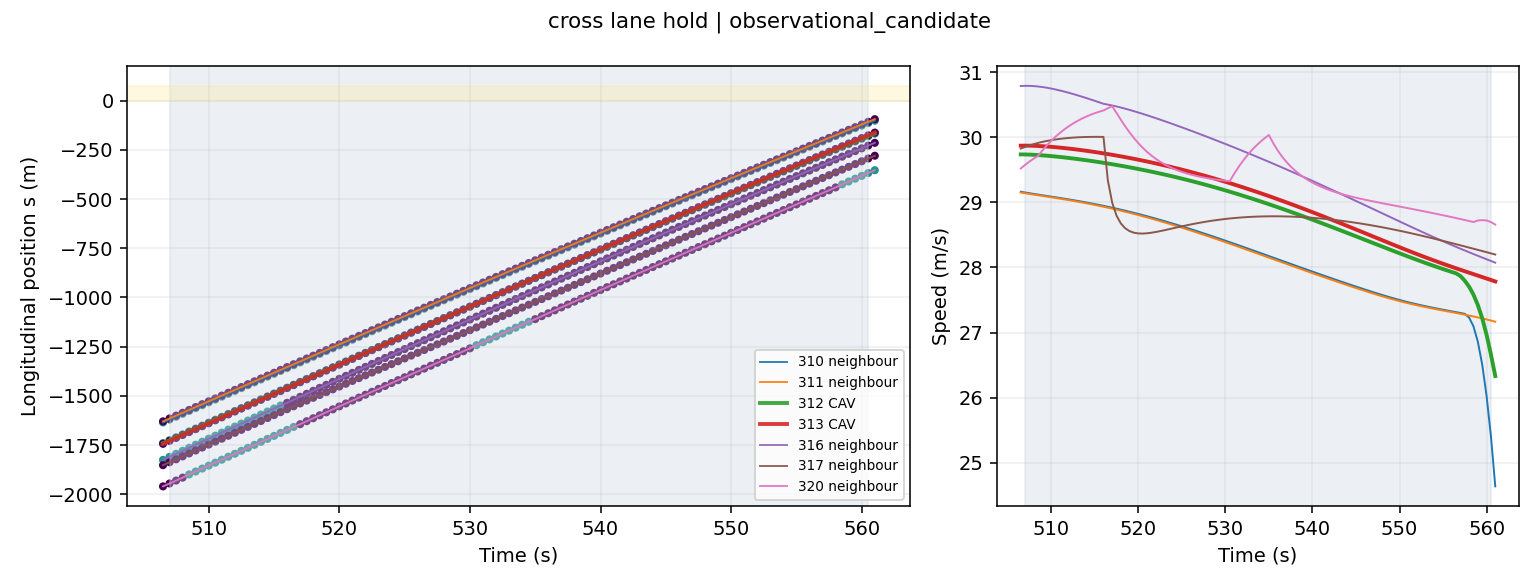 cross lane hold | observational_candidate
Longitudinal position s (m)
0
−250
−500
−750
−1000
−1250
−1500
−1750
−2000
510
520
530
540
550
560
Time (s)
310 neighbour
311 neighbour
312 CAV
313 CAV
316 neighbour
317 neighbour
320 neighbour
Speed (m/s)
31
30
29
28
27
26
25
510
520
530
540
550
560
Time (s)